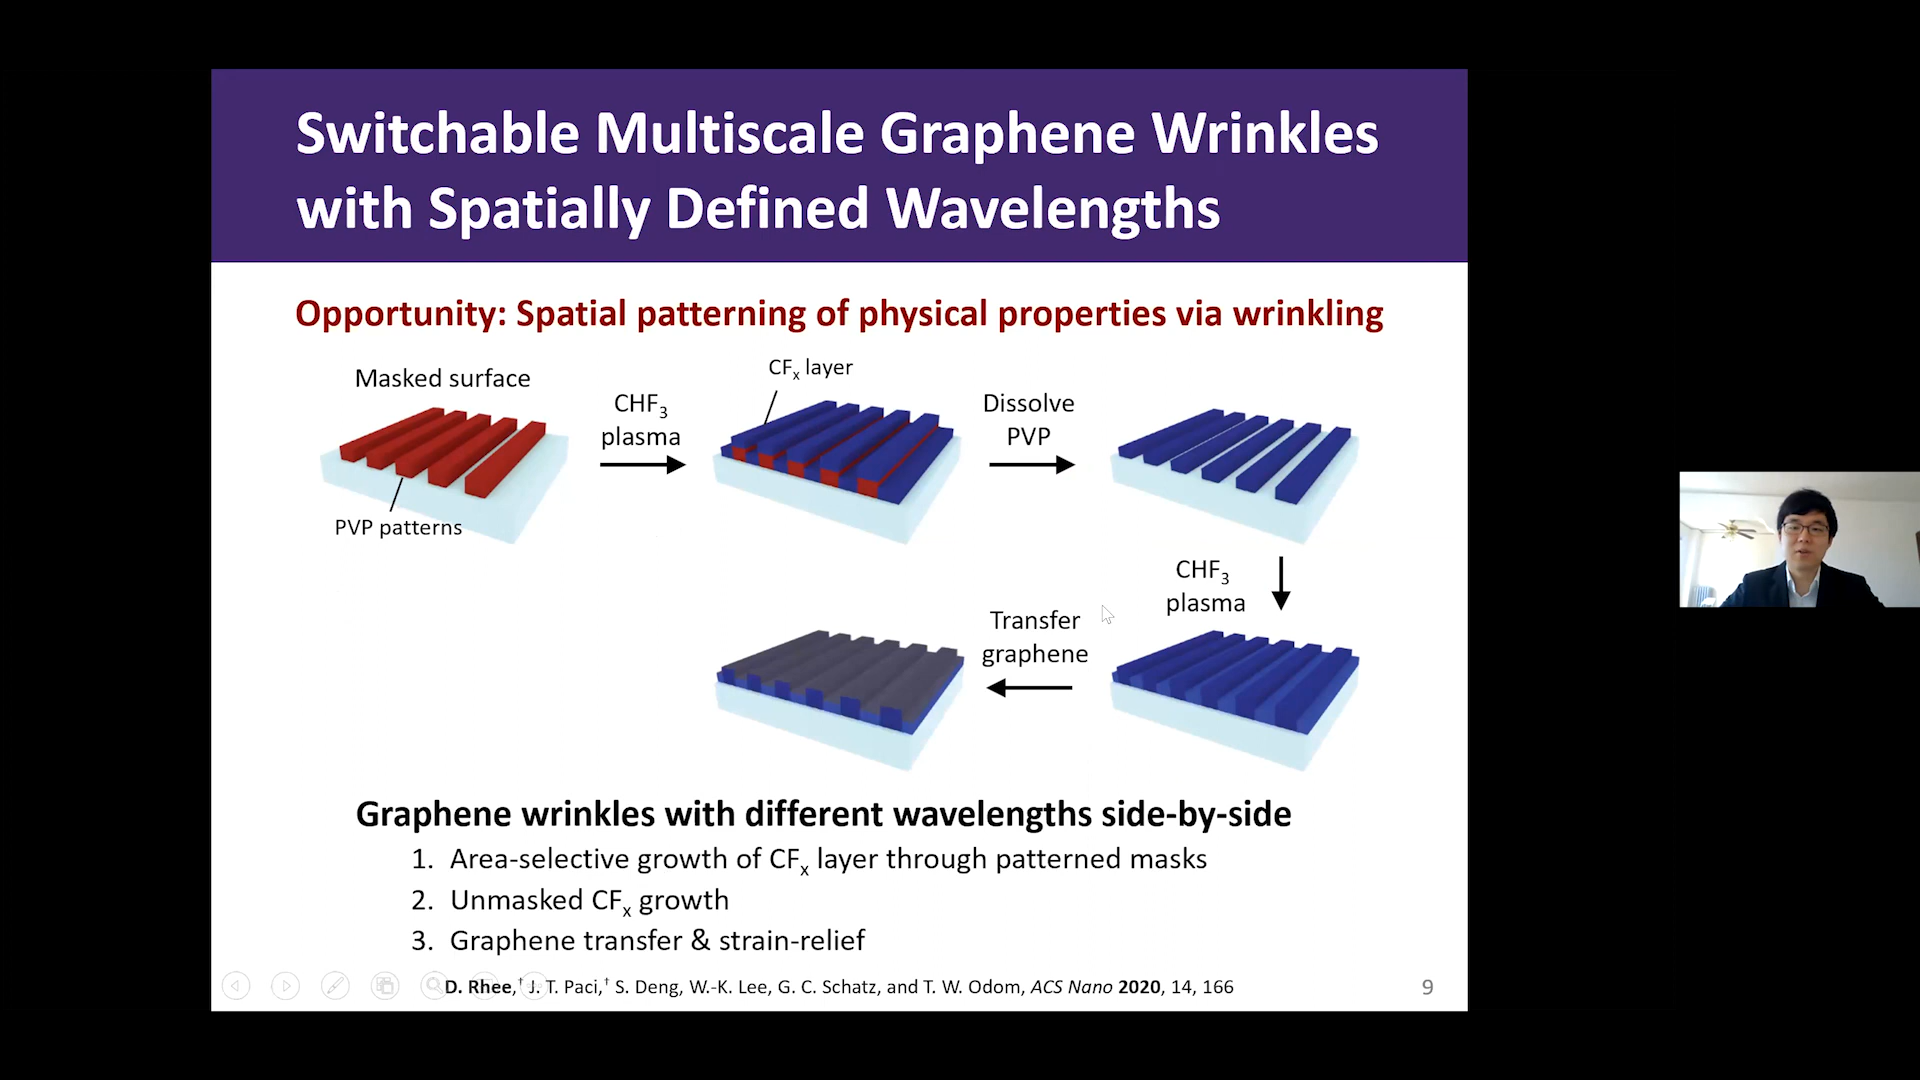 Switchable Multiscale Graphene Wrinkles
with Spatially Defined Wavelengths
Opportunity: Spatial patterning of physical properties via wrinkling
Masked surface
PVP patterns
CHF3
plasma
CFx layer
Dissolve
PVP
CHF3
plasma
Transfer
graphene
Graphene wrinkles with different wavelengths side-by-side
1. Area-selective growth of CFx layer through patterned masks
2. Unmasked CFx growth
3. Graphene transfer & strain-relief
D. Rhee,† J. T. Paci,† S. Deng, W.-K. Lee, G. C. Schatz, and T. W. Odom, ACS Nano 2020, 14, 166
9